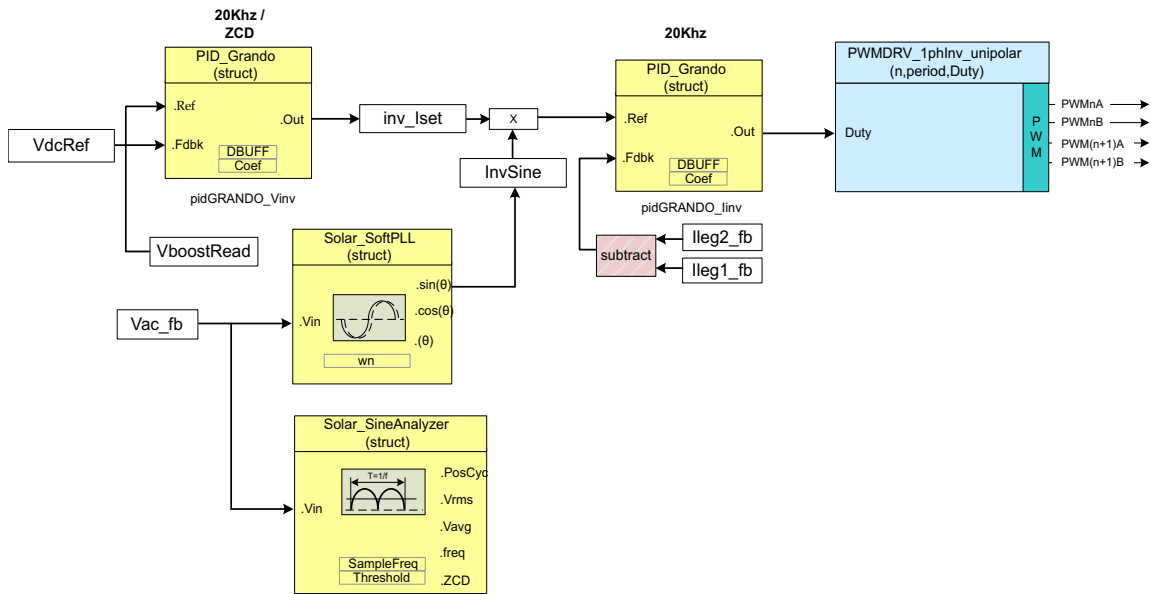 20Khz /
ZCD
PID_Grando
(struct)
.Ref
.Fdbk
.Out
DBUFF
Coef
pidGRANDO_Vinv
VdcRef
VboostRead
inv_Iset
X
InvSine
20Khz
PID_Grando
(struct)
.Ref
.Fdbk
.Out
DBUFF
Coef
pidGRANDO_Iinv
subtract
Ileg2_fb
Ileg1_fb
PWMDRV_1phInv_unipolar
(n,period,Duty)
Duty
P
W
M
PWMnA
PWMnB
PWM(n+1)A
PWM(n+1)B
Vac_fb
Solar_SoftPLL
(struct)
.Vin
.sin(θ)
.cos(θ)
.(θ)
wn
Solar_SineAnalyzer
(struct)
T=1/f
.Vin
.PosCyc
.Vrms
.Vavg
.freq
.ZCD
SampleFreq
Threshold